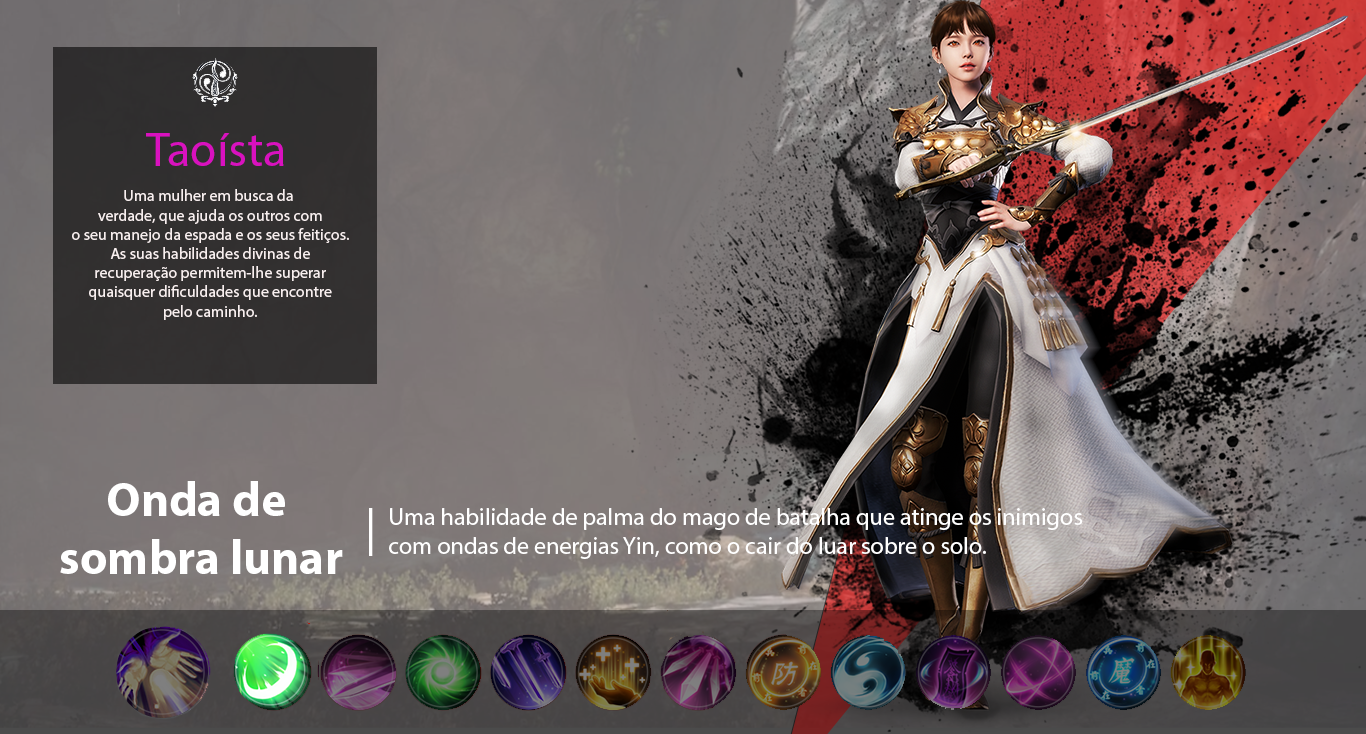 Taoísta
Uma mulher em busca da
verdade, que ajuda os outros com
o seu manejo da espada e os seus feitiços.
As suas habilidades divinas de
recuperação permitem-lhe superar
quaisquer dificuldades que encontre
pelo caminho.
Onda de
sombra lunar
Uma habilidade de palma do mago de batalha que atinge os inimigos
com ondas de energias Yin, como o cair do luar sobre o solo.
防
魔